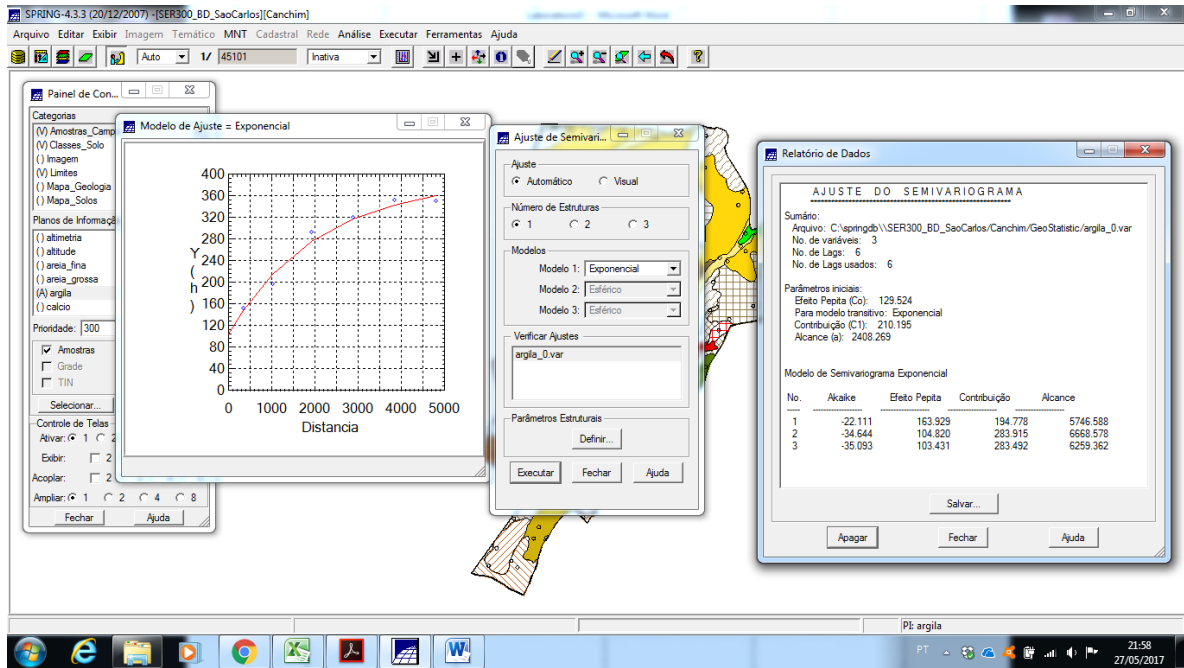 SPRING-4.3.3 (20/12/2007) -[SER300_BD_SaoCarlos][Canchim]
Arquivo Editar Exibir Imagem Temático MNT Cadastral Rede Análise Executar Ferramentas Ajuda
Auto 1/ 45101 Inativa
Painel de Con...
Categorias
(V) Amostras_Camp
(V) Classes_Solo
( ) Imagem
(V) Limites
( ) Mapa_Geologia
( ) Mapa_Solos
Planos de Informaçã
( ) altimetria
( ) altitude
( ) areia_fina
( ) areia_grossa
(A) argila
( ) calcio
Prioridade: 300
Amostras
Grade
TIN
Selecionar...
Controle de Telas
Ativar: 1 2
Exibir: 2
Acoplar: 2
Ampliar: 1 2 4 8
Fechar Ajuda
Modelo de Ajuste = Exponencial
400
360
320
280
240
200
160
120
80
40
0
Y(h)
0 1000 2000 3000 4000 5000
Distancia
Ajuste de Semivari...
Ajuste
Automático Visual
Número de Estruturas
1 2 3
Modelos
Modelo 1: Exponencial
Modelo 2: Esférico
Modelo 3: Esférico
Verificar Ajustes
argila_0.var
Parâmetros Estruturais
Definir...
Executar Fechar Ajuda
Relatório de Dados
AJUSTE DO SEMIVARIOGRAMA
Sumário:
Arquivo: C:\springdb\\SER300_BD_SaoCarlos/Canchim/GeoStatistic/argila_0.var
No. de variáveis: 3
No. de Lags: 6
No. de Lags usados: 6
Parâmetros iniciais:
Efeito Pepita (Co): 129.524
Para modelo transitivo: Exponencial
Contribuição (C1): 210.195
Alcance (a): 2408.269
Modelo de Semivariograma Exponencial
No. Akaike Efeito Pepita Contribuição Alcance
1 -22.111 163.929 194.778 5746.588
2 -34.644 104.820 283.915 6668.578
3 -35.093 103.431 283.492 6259.362
Salvar...
Apagar Fechar Ajuda
PI: argila
PT
21:58
27/05/2017